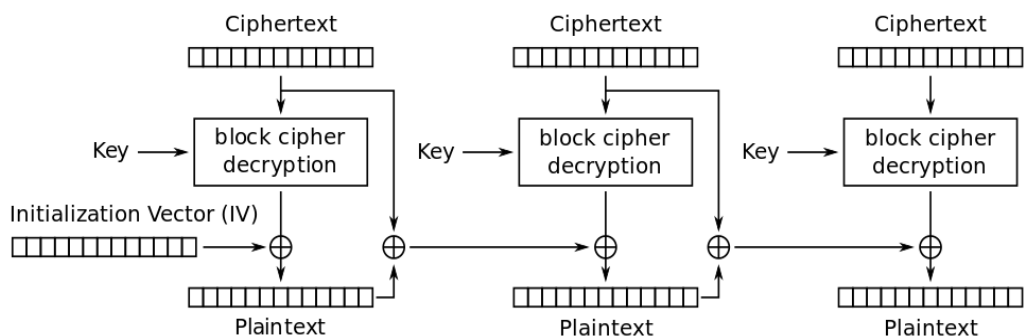 Ciphertext
Ciphertext
Ciphertext
Key
block cipher
decryption
Key
block cipher
decryption
Key
block cipher
decryption
Initialization Vector (IV)
Plaintext
Plaintext
Plaintext